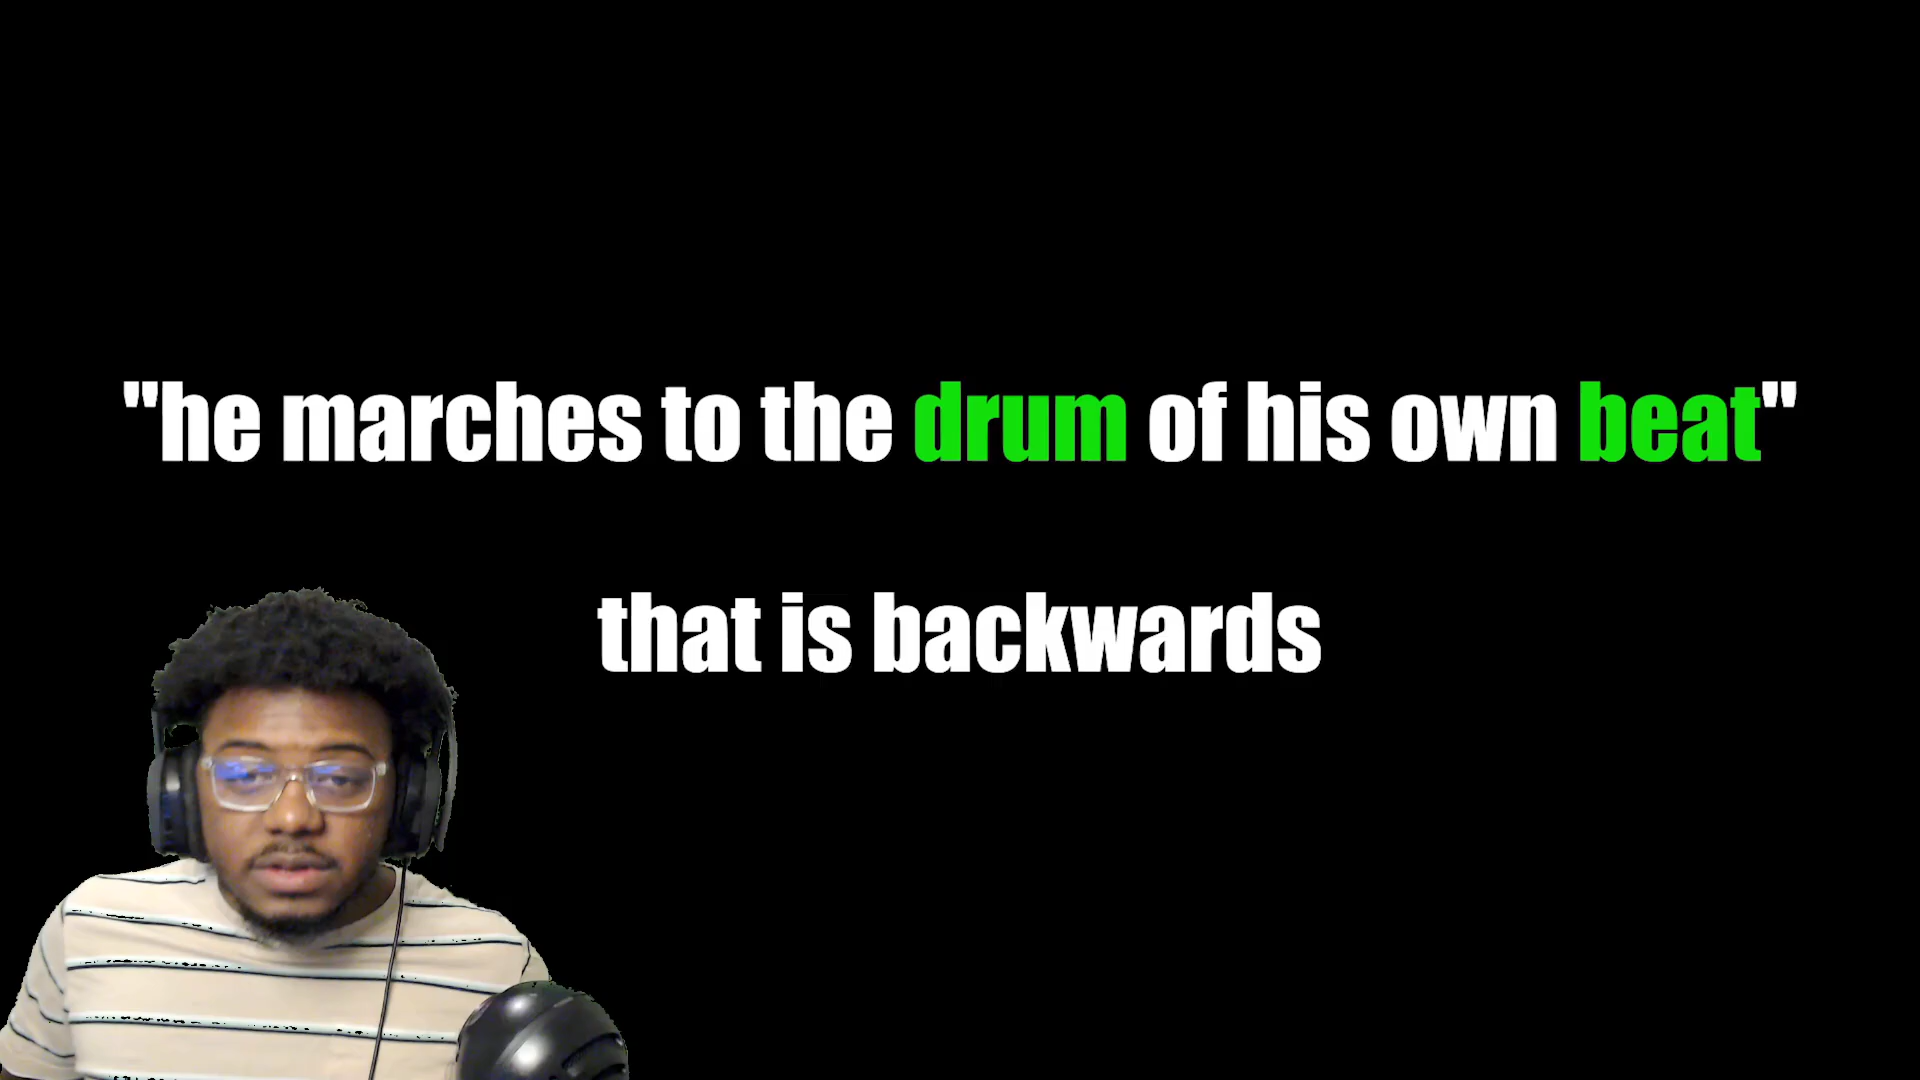 "he marches to the drum of his own beat"
that is backwards